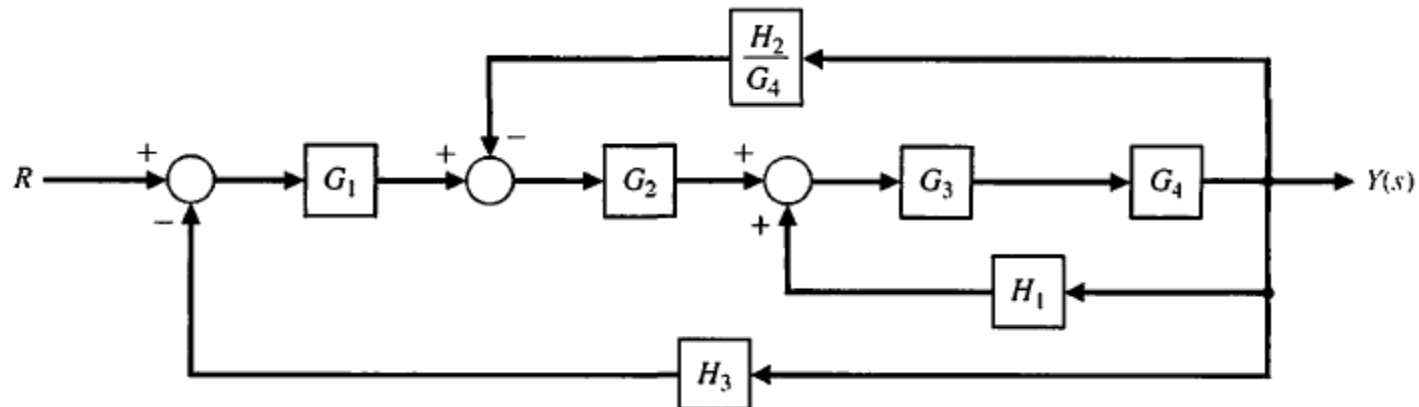 H₂
G₄
R
+
−
G₁
+
−
G₂
+
+
G₃
G₄
Y(s)
H₁
H₃